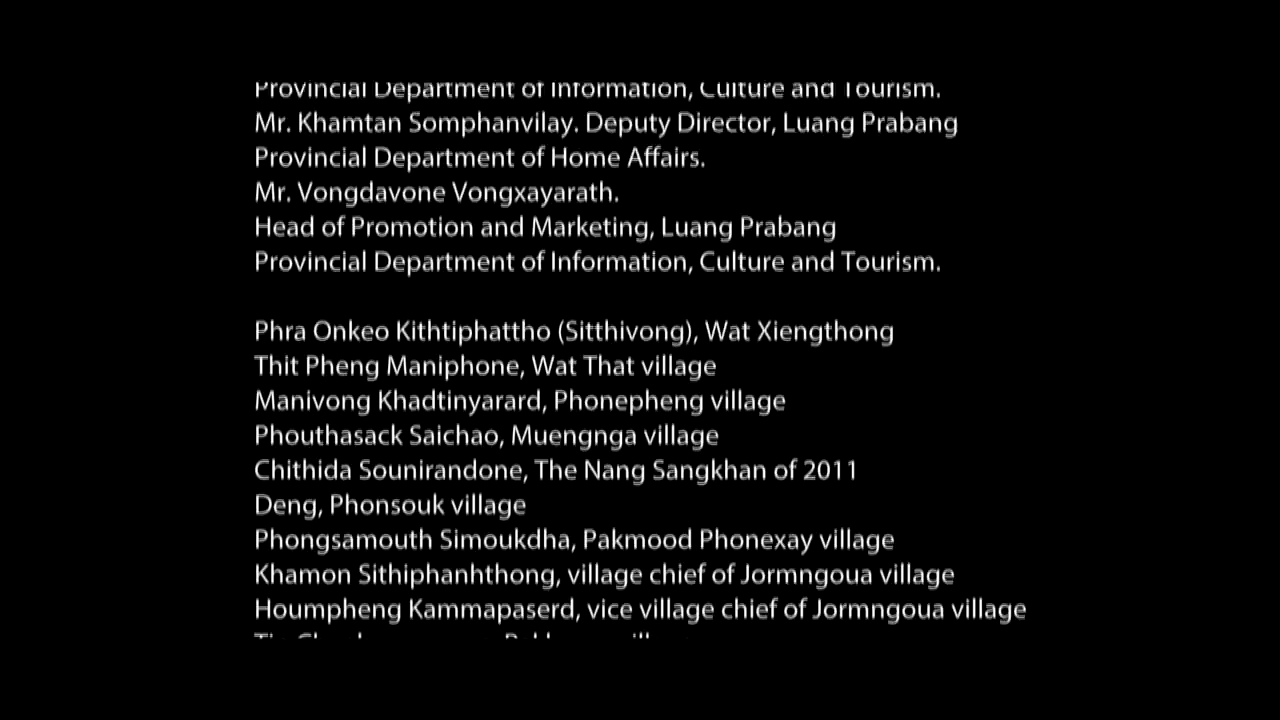 Provincial Department of Information, Culture and Tourism.
Mr. Khamtan Somphanvilay. Deputy Director, Luang Prabang
Provincial Department of Home Affairs.
Mr. Vongdavone Vongxayarath.
Head of Promotion and Marketing, Luang Prabang
Provincial Department of Information, Culture and Tourism.
Phra Onkeo Kithtiphattho (Sitthivong), Wat Xiengthong
Thit Pheng Maniphone, Wat That village
Manivong Khadtinyarard, Phonepheng village
Phouthasack Saichao, Muengnga village
Chithida Sounirandone, The Nang Sangkhan of 2011
Deng, Phonsouk village
Phongsamouth Simoukdha, Pakmood Phonexay village
Khamon Sithiphanhthong, village chief of Jormngoua village
Houmpheng Kammapaserd, vice village chief of Jormngoua village